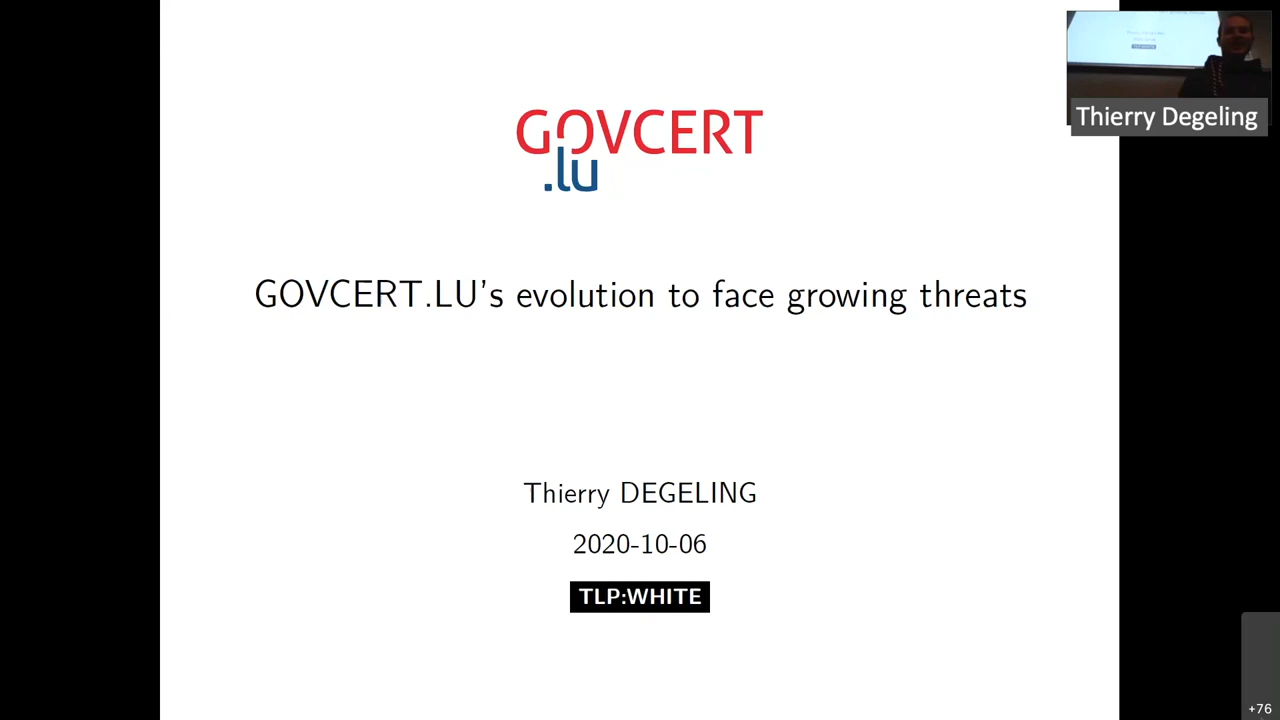 GOVCERT
.lu
Thierry Degeling
GOVCERT.LU's evolution to face growing threats
Thierry DEGELING
2020-10-06
TLP:WHITE
+76